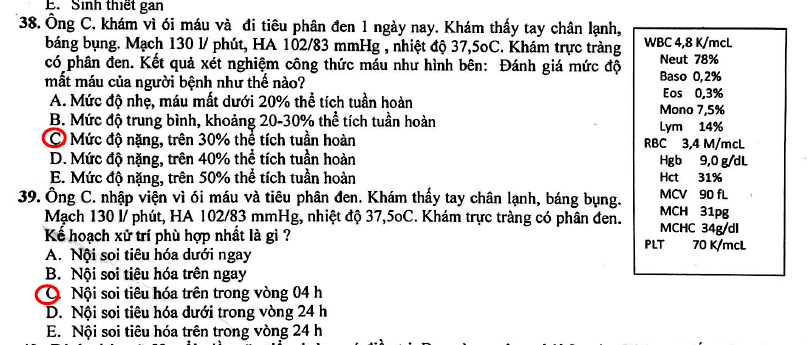 E. Sinh thiết gan
38. Ông C. khám vì ói máu và đi tiêu phân đen 1 ngày nay. Khám thấy tay chân lạnh,
báng bụng. Mạch 130 l/ phút, HA 102/83 mmHg , nhiệt độ 37,5oC. Khám trực tràng
có phân đen. Kết quả xét nghiệm công thức máu như hình bên: Đánh giá mức độ
mất máu của người bệnh như thế nào?
A. Mức độ nhẹ, máu mất dưới 20% thể tích tuần hoàn
B. Mức độ trung bình, khoảng 20-30% thể tích tuần hoàn
C. Mức độ nặng, trên 30% thể tích tuần hoàn
D. Mức độ nặng, trên 40% thể tích tuần hoàn
E. Mức độ nặng, trên 50% thể tích tuần hoàn
39. Ông C. nhập viện vì ói máu và tiêu phân đen. Khám thấy tay chân lạnh, báng bụng.
Mạch 130 l/ phút, HA 102/83 mmHg, nhiệt độ 37,5oC. Khám trực tràng có phân đen.
Kế hoạch xử trí phù hợp nhất là gì ?
A. Nội soi tiêu hóa dưới ngay
B. Nội soi tiêu hóa trên ngay
C. Nội soi tiêu hóa trên trong vòng 04 h
D. Nội soi tiêu hóa dưới trong vòng 24 h
E. Nội soi tiêu hóa trên trong vòng 24 h
WBC 4,8 K/mcL
Neut 78%
Baso 0,2%
Eos 0,3%
Mono 7,5%
Lym 14%
RBC 3,4 M/mcL
Hgb 9,0 g/dL
Hct 31%
MCV 90 fL
MCH 31pg
MCHC 34g/dl
PLT 70 K/mcL